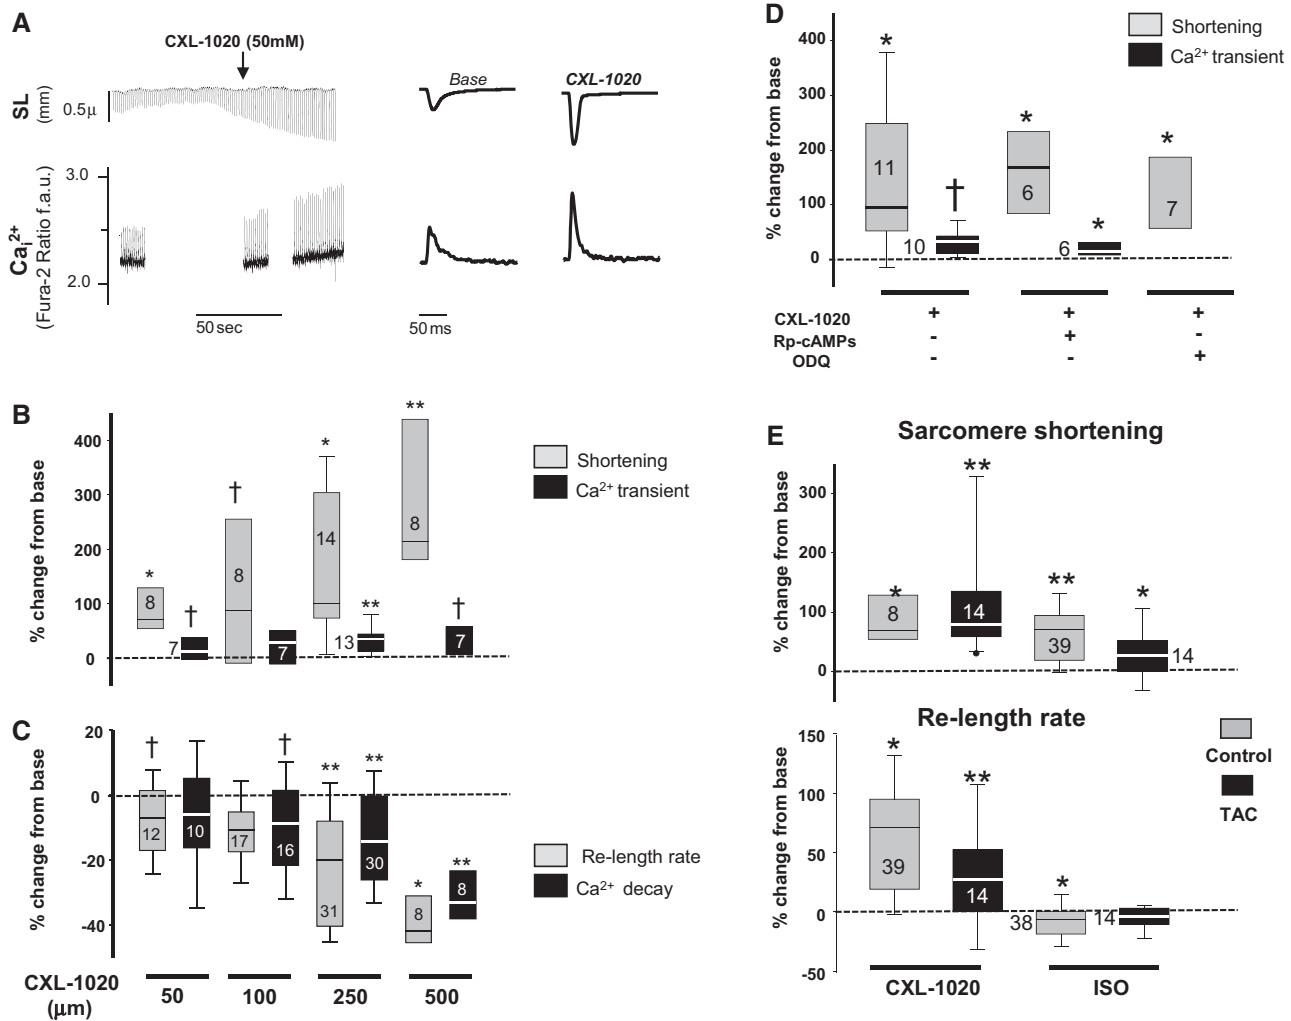 A
CXL-1020 (50mM)
SL
(mm)
0.5μ
Base
CXL-1020
Ca i 2+
(Fura-2 Ratio f.a.u.)
3.0
2.0
50 sec
50 ms
B
% change from base
400
300
200
100
0
*
8
7
†
†
8
7
*
14
13
**
**
8
†
7
Shortening
Ca2+ transient
C
% change from base
20
0
-20
-40
†
12
10
17
†
16
**
31
**
30
*
8
**
8
Re-length rate
Ca2+ decay
CXL-1020
(μm)
50
100
250
500
D
% change from base
400
300
200
100
0
*
11
10
†
*
6
6
*
*
7
Shortening
Ca2+ transient
CXL-1020 + + +
Rp-cAMPs - + -
ODQ - - +
E
Sarcomere shortening
% change from base
300
200
100
0
*
8
**
14
**
39
*
14
Re-length rate
% change from base
150
100
50
0
-50
*
39
**
14
*
38
14
Control
TAC
CXL-1020
ISO